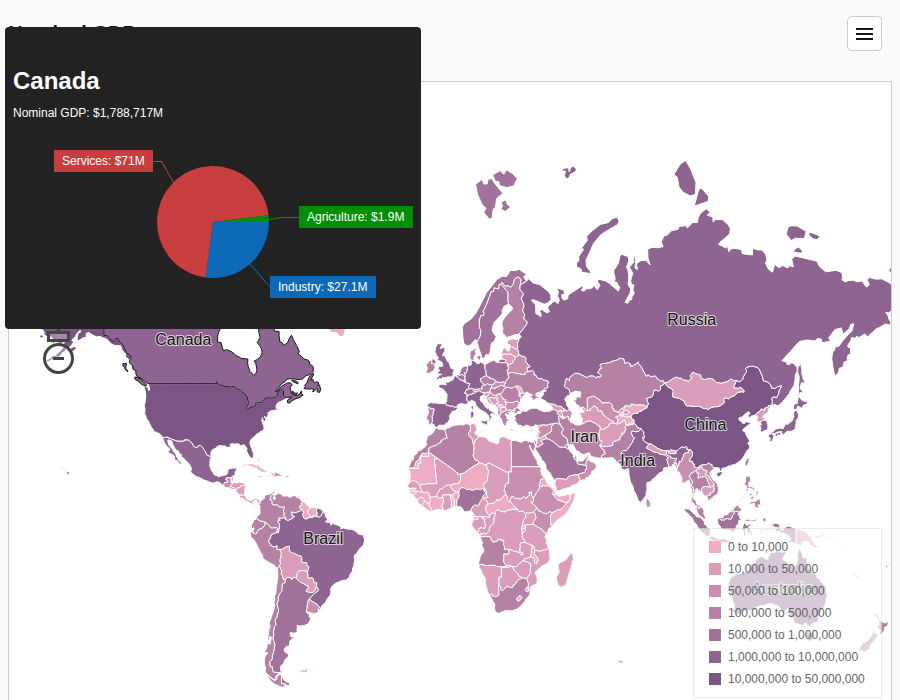 Nominal GDP
Canada
Nominal GDP: $1,788,717M
Services: $71M
Agriculture: $1.9M
Industry: $27.1M
Russia
Canada
China
Iran
India
Brazil
Australia
0 to 10,000
10,000 to 50,000
50,000 to 100,000
100,000 to 500,000
500,000 to 1,000,000
1,000,000 to 10,000,000
10,000,000 to 50,000,000